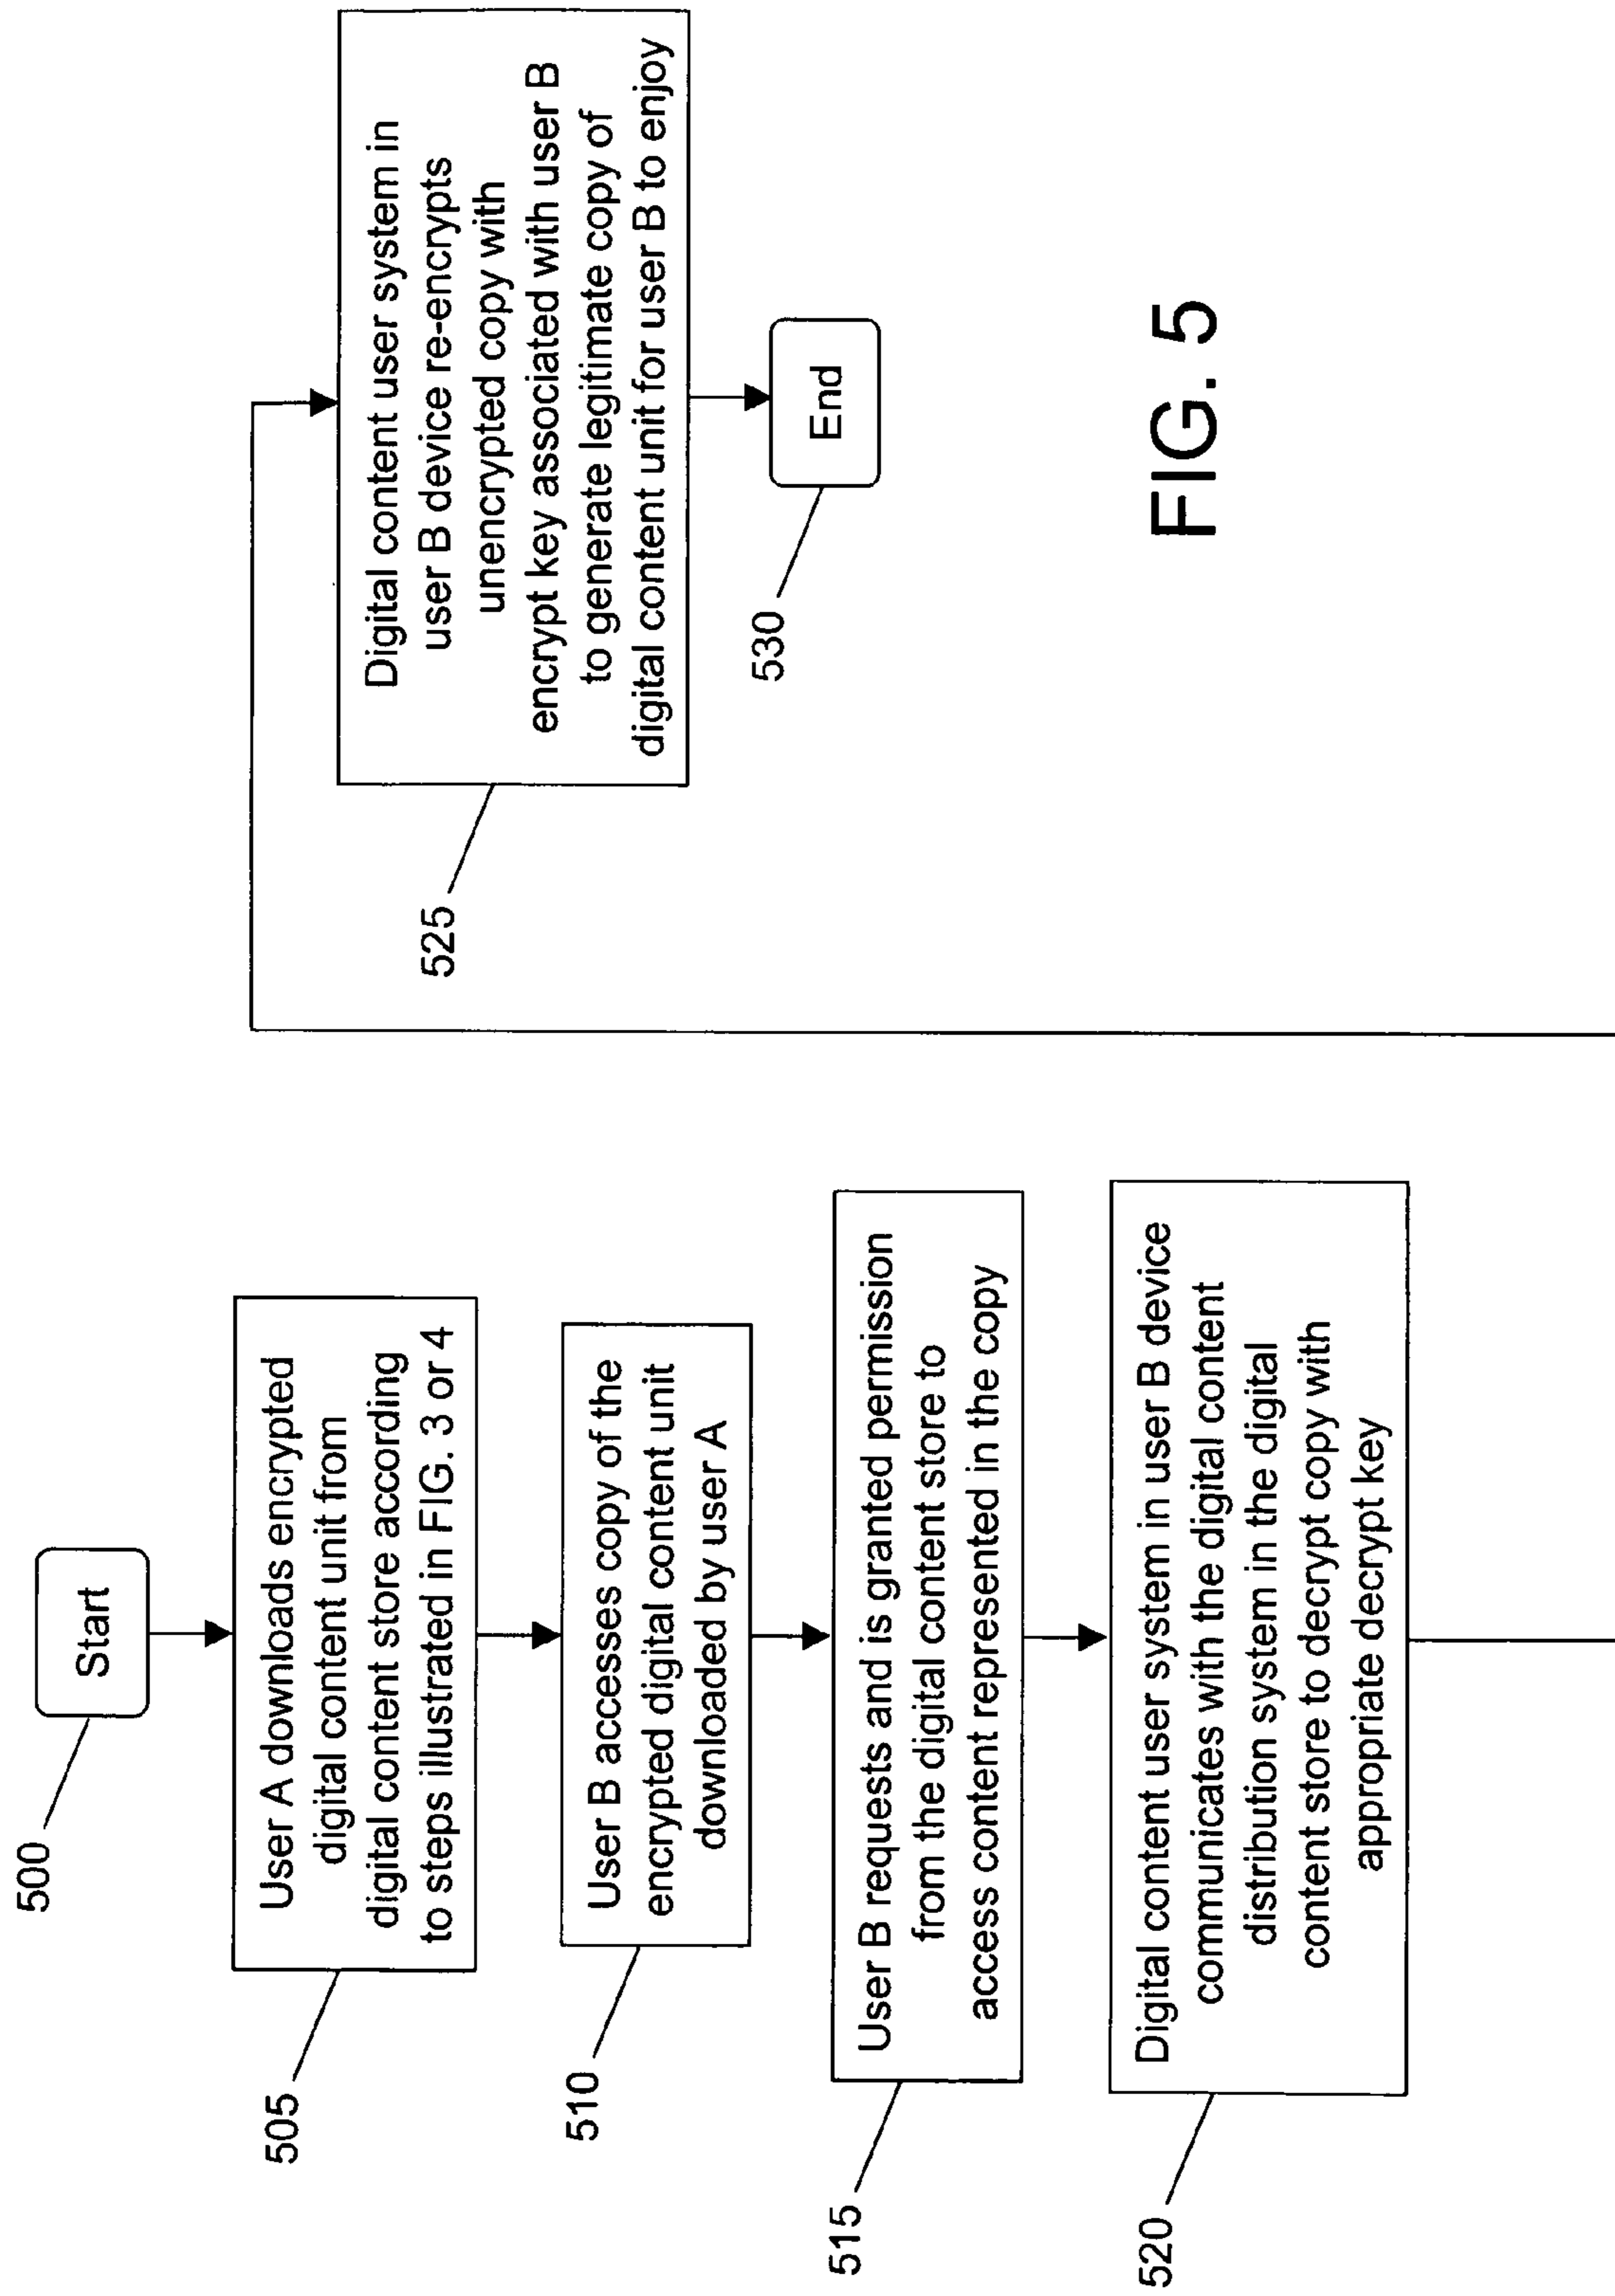 500
Start
505
User A downloads encrypted
digital content unit from
digital content store according
to steps illustrated in FIG. 3 or 4
510
User B accesses copy of the
encrypted digital content unit
downloaded by user A
515
User B requests and is granted permission
from the digital content store to
access content represented in the copy
520
Digital content user system in user B device
communicates with the digital content
distribution system in the digital
content store to decrypt copy with
appropriate decrypt key
525
Digital content user system in
user B device re-encrypts
unencrypted copy with
encrypt key associated with user B
to generate legitimate copy of
digital content unit for user B to enjoy
530
End
FIG. 5